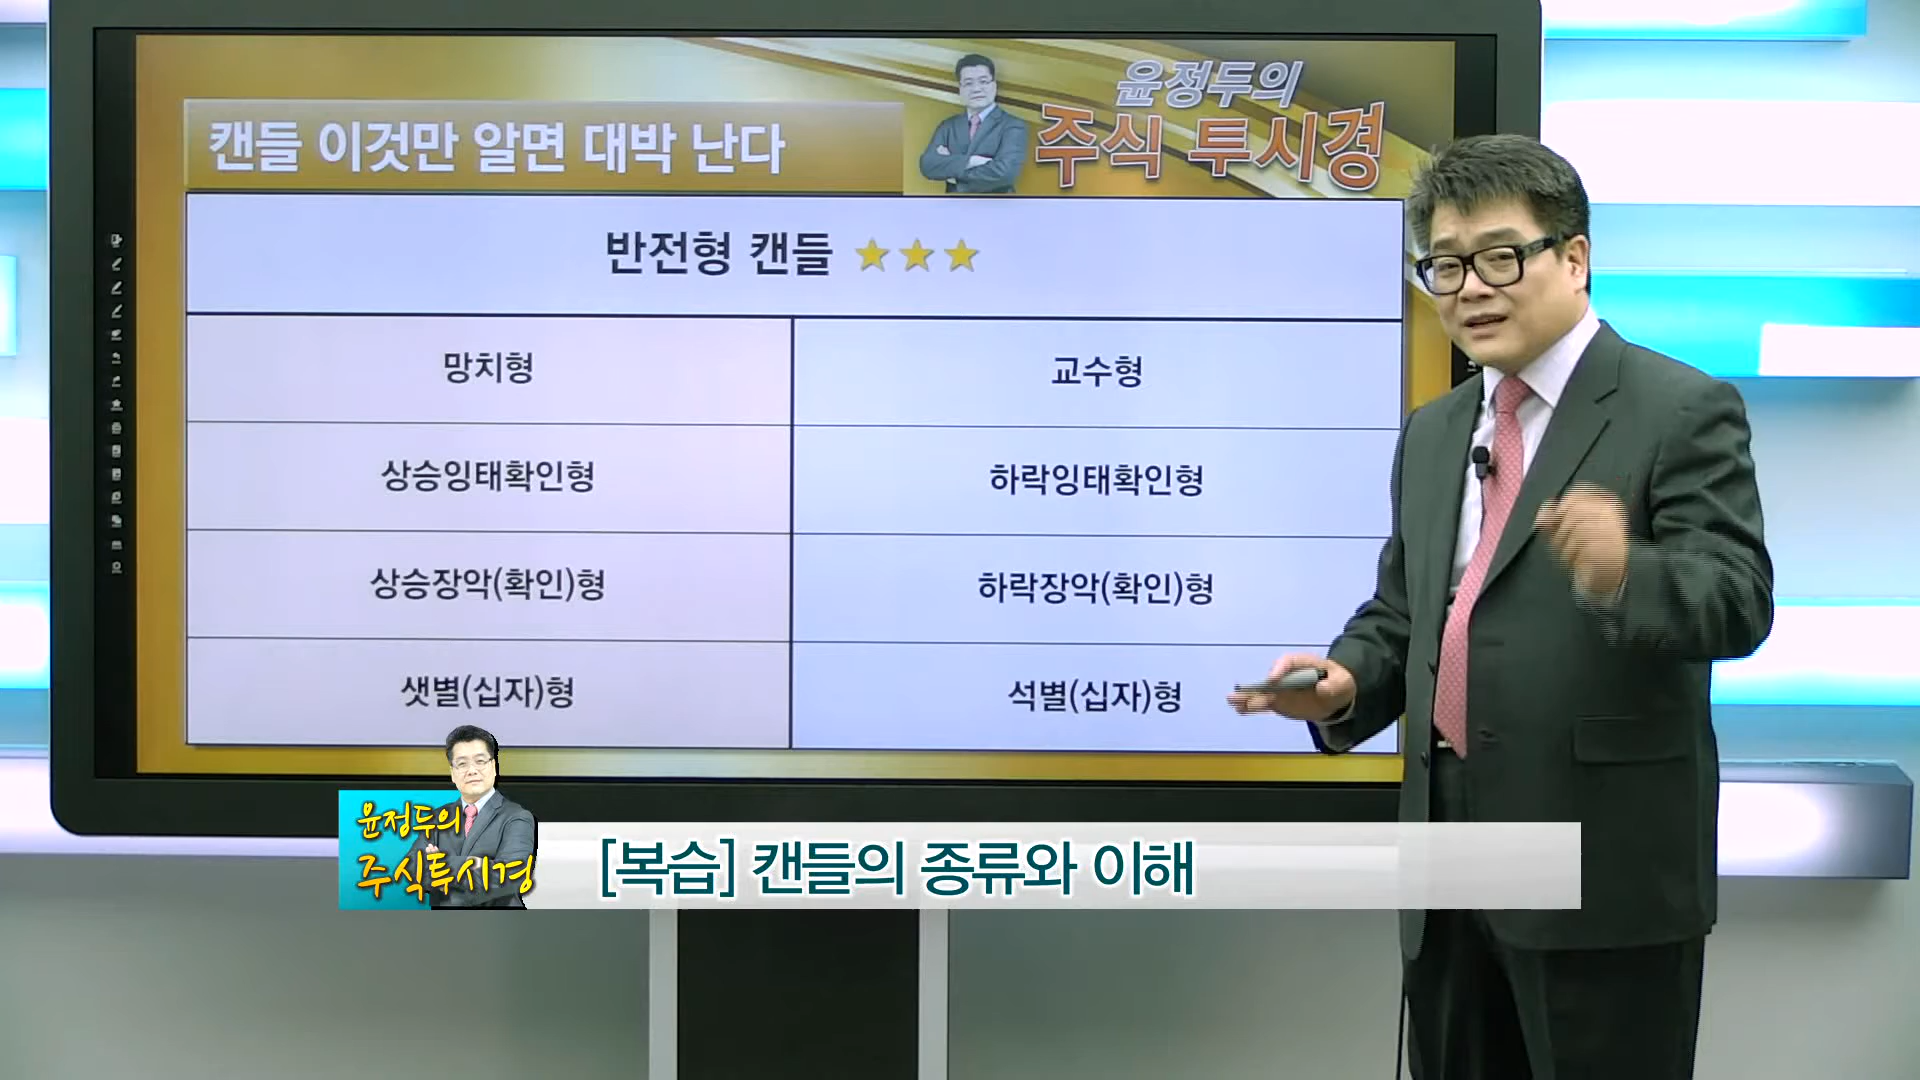 윤정두의
주식 투시경
캔들 이것만 알면 대박 난다
반전형 캔들 ★★★
망치형
교수형
상승잉태확인형
하락잉태확인형
상승장악(확인)형
하락장악(확인)형
샛별(십자)형
석별(십자)형
윤정두의
주식투시경
[복습] 캔들의 종류와 이해